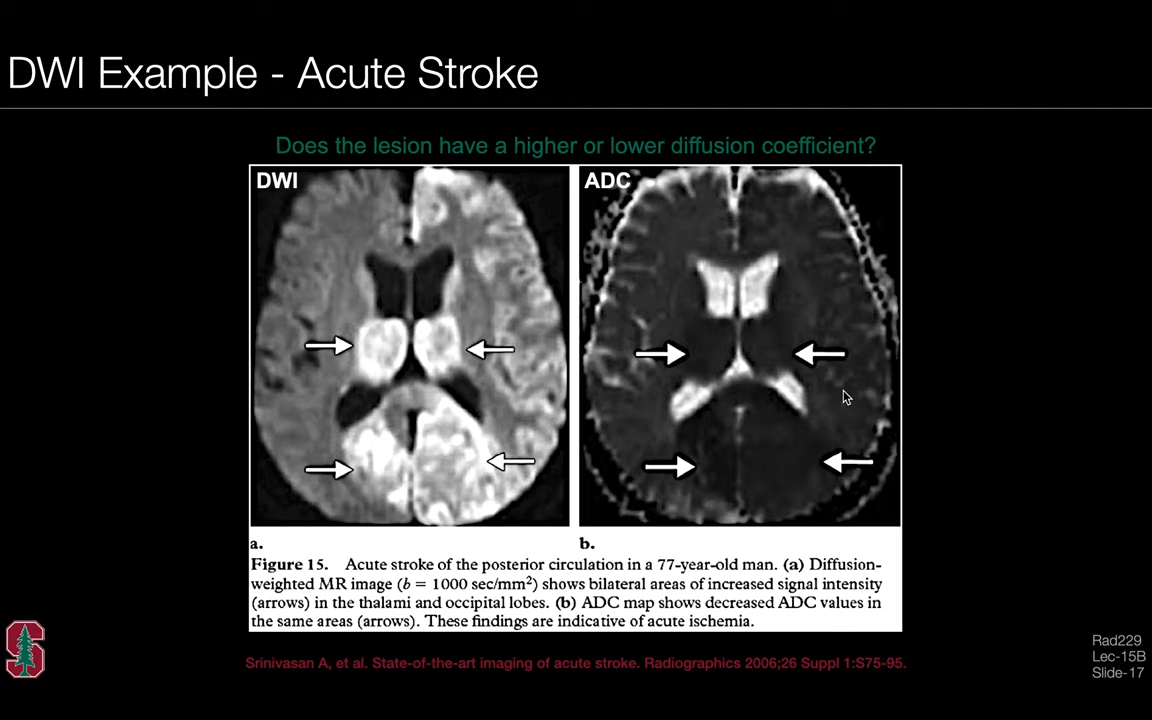 DWI Example - Acute Stroke
Does the lesion have a higher or lower diffusion coefficient?
DWI
ADC
a.
b.
Figure 15. Acute stroke of the posterior circulation in a 77-year-old man. (a) Diffusion-
weighted MR image (b = 1000 sec/mm²) shows bilateral areas of increased signal intensity
(arrows) in the thalami and occipital lobes. (b) ADC map shows decreased ADC values in
the same areas (arrows). These findings are indicative of acute ischemia.
Srinivasan A, et al. State-of-the-art imaging of acute stroke. Radiographics 2006;26 Suppl 1:S75-95.
Rad229
Lec-15B
Slide-17